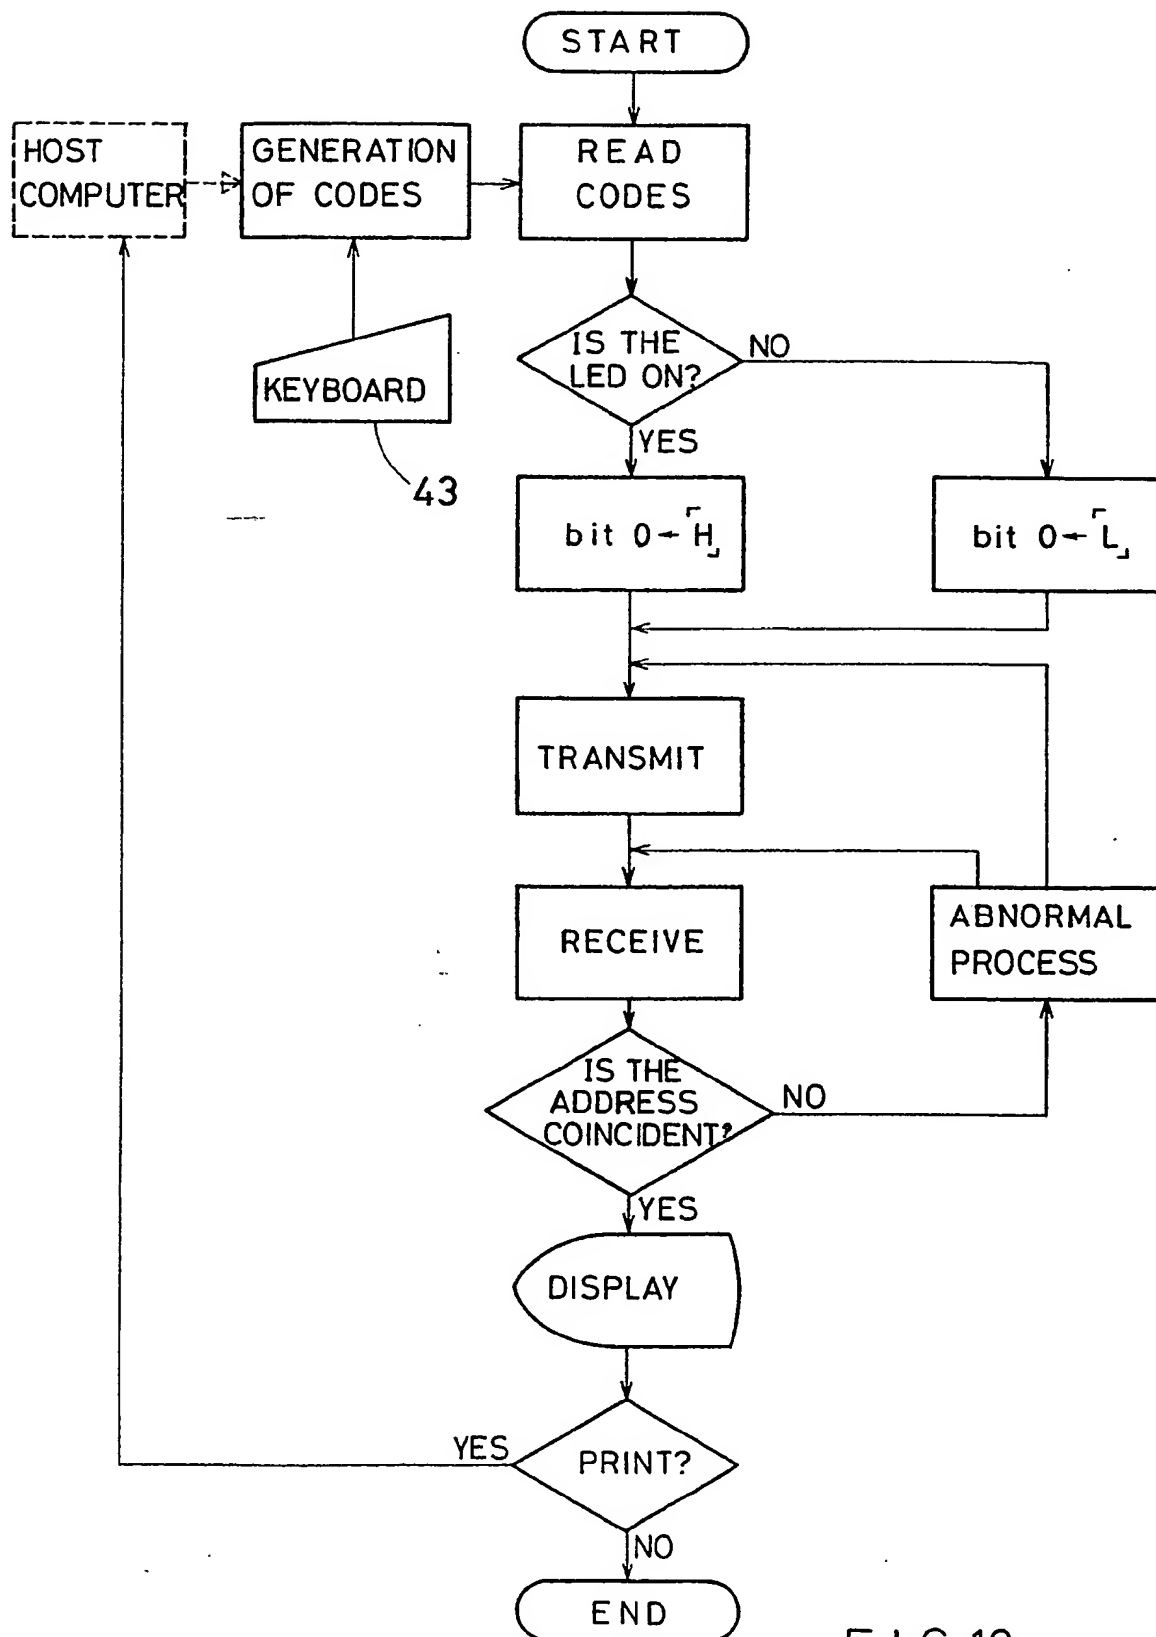 START
HOST
COMPUTER
GENERATION
OF CODES
READ
CODES
KEYBOARD
43
IS THE
LED ON?
NO
YES
bit 0←「H」
bit 0←「L」
TRANSMIT
RECEIVE
ABNORMAL
PROCESS
IS THE
ADDRESS
COINCIDENT?
NO
YES
DISPLAY
PRINT?
YES
NO
END